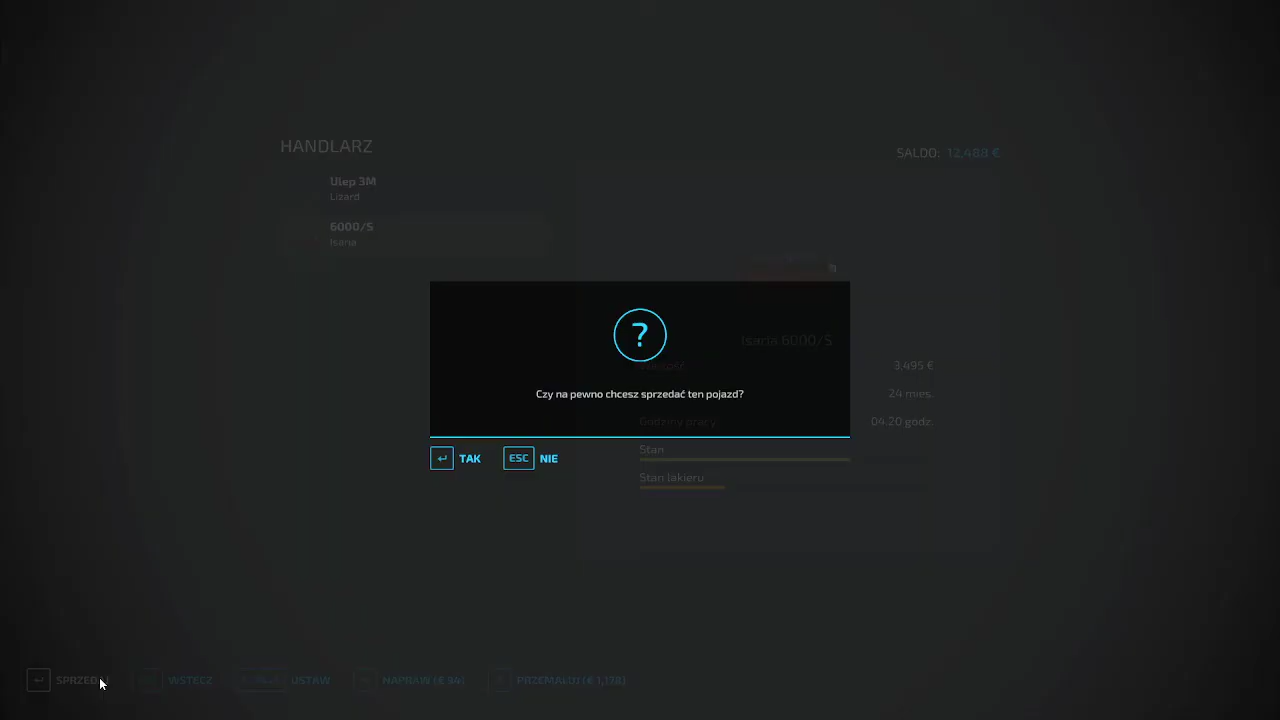 HANDLARZ
SALDO: 12,488 €
Ulep 3M
Lizard
6000/S
Isaria
?
Isaria 6000/S
3,495 €
Czy na pewno chcesz sprzedać ten pojazd?
24 mies.
Godziny pracy
04:20 godz.
Stan
TAK
ESC NIE
Stan lakieru
SPRZEDAJ
WSTECZ
USTAW
NAPRAW (€ 94)
PRZEMALUJ (€ 1,178)